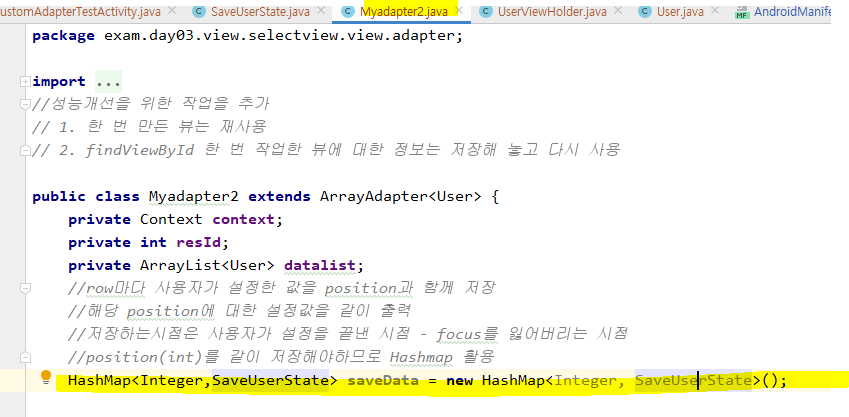 ustomAdapterTestActivity.java × SaveUserState.java × Myadapter2.java × UserViewHolder.java × User.java × AndroidManife
package exam.day03.view.selectview.view.adapter;
import ...
//성능개선을 위한 작업을 추가
// 1. 한 번 만든 뷰는 재사용
// 2. findViewById 한 번 작업한 뷰에 대한 정보는 저장해 놓고 다시 사용
public class Myadapter2 extends ArrayAdapter<User> {
private Context context;
private int resId;
private ArrayList<User> datalist;
//row마다 사용자가 설정한 값을 position과 함께 저장
//해당 position에 대한 설정값을 같이 출력
//저장하는시점은 사용자가 설정을 끝낸 시점 - focus를 잃어버리는 시점
//position(int)를 같이 저장해야하므로 Hashmap 활용
HashMap<Integer,SaveUserState> saveData = new HashMap<Integer, SaveUserState>();